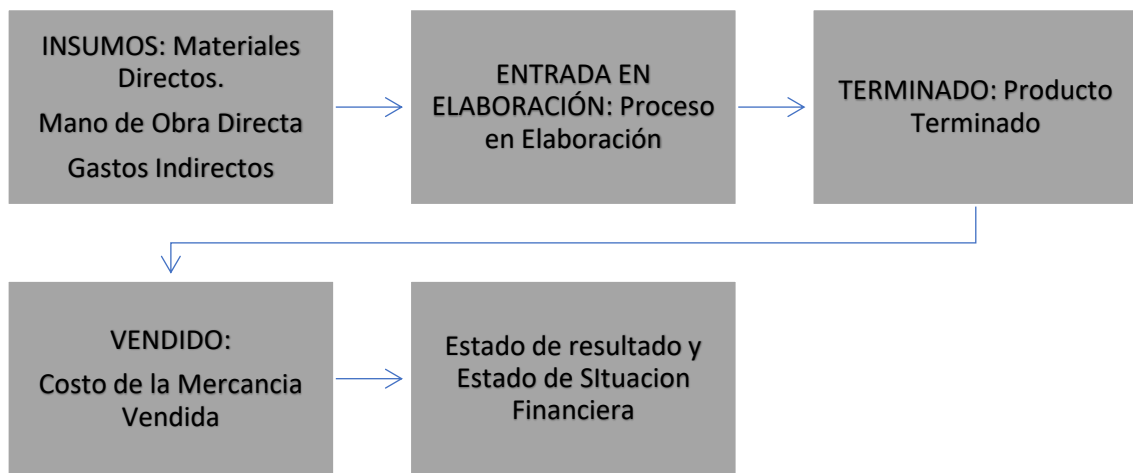 INSUMOS: Materiales
Directos.
Mano de Obra Directa
Gastos Indirectos
ENTRADA EN
ELABORACIÓN: Proceso
en Elaboración
TERMINADO: Producto
Terminado
VENDIDO:
Costo de la Mercancia
Vendida
Estado de resultado y
Estado de SItuacion
Financiera